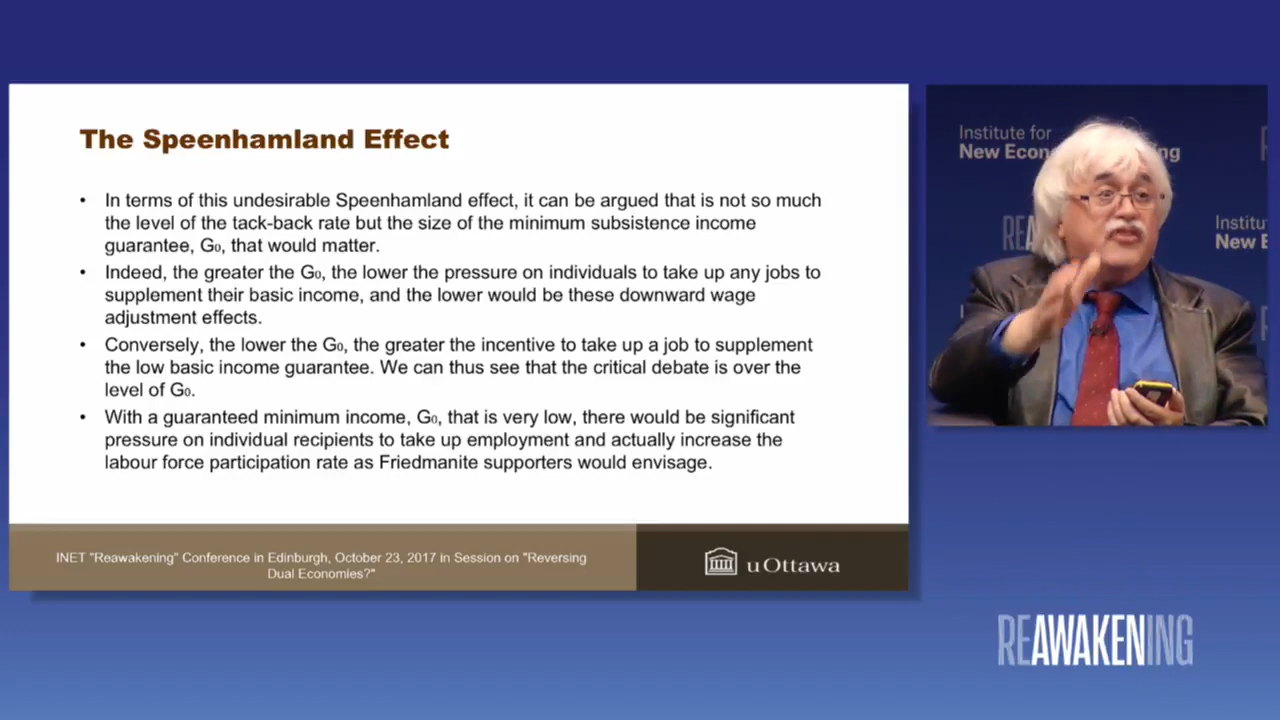 The Speenhamland Effect
• In terms of this undesirable Speenhamland effect, it can be argued that is not so much
the level of the tack-back rate but the size of the minimum subsistence income
guarantee, G₀, that would matter.
• Indeed, the greater the G₀, the lower the pressure on individuals to take up any jobs to
supplement their basic income, and the lower would be these downward wage
adjustment effects.
• Conversely, the lower the G₀, the greater the incentive to take up a job to supplement
the low basic income guarantee. We can thus see that the critical debate is over the
level of G₀.
• With a guaranteed minimum income, G₀, that is very low, there would be significant
pressure on individual recipients to take up employment and actually increase the
labour force participation rate as Friedmanite supporters would envisage.
INET "Reawakening" Conference in Edinburgh, October 23, 2017 in Session on "Reversing
Dual Economies?"
uOttawa
Institute for
New Econ
ng
REA
Institu
New E
REAWAKENING